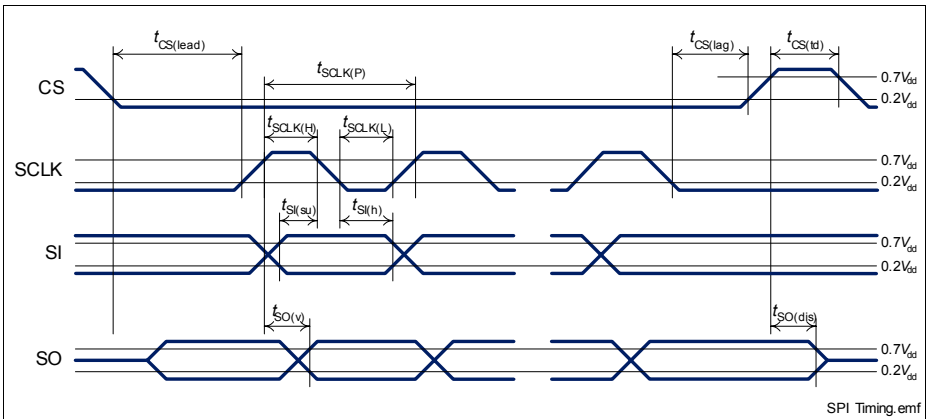 tCS(lead)
tCS(lag)
tCS(td)
tSCLK(P)
CS
0.7Vdd
0.2Vdd
tSCLK(H)
tSCLK(L)
SCLK
0.7Vdd
0.2Vdd
tSI(su)
tSI(h)
SI
0.7Vdd
0.2Vdd
tSO(v)
tSO(dis)
SO
0.7Vdd
0.2Vdd
SPI Timing.emf